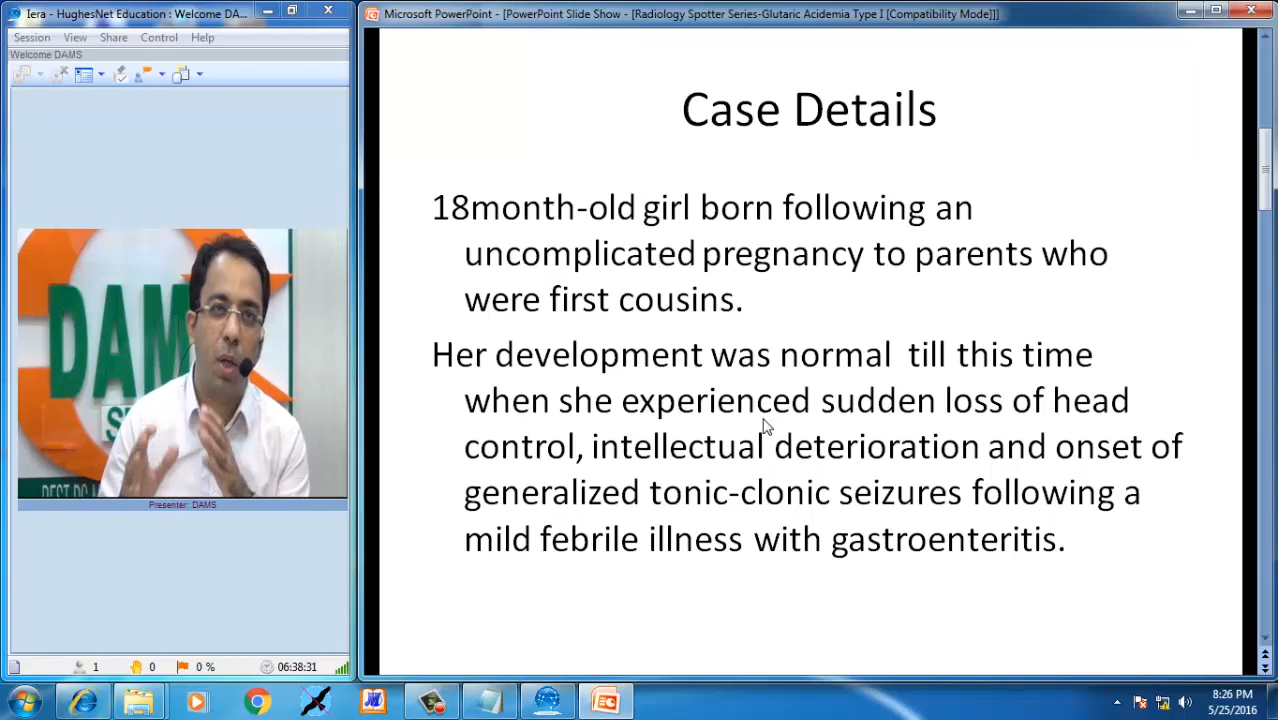 Iera - HughesNet Education : Welcome DA...
Session View Share Control Help
Welcome DAMS
DAMS
Presenter: DAMS
1 0 0 % 06:38:31
Microsoft PowerPoint - [PowerPoint Slide Show - [Radiology Spotter Series-Glutaric Acidemia Type I [Compatibility Mode]]]
Case Details
18month-old girl born following an
uncomplicated pregnancy to parents who
were first cousins.
Her development was normal till this time
when she experienced sudden loss of head
control, intellectual deterioration and onset of
generalized tonic-clonic seizures following a
mild febrile illness with gastroenteritis.
8:26 PM
5/25/2016